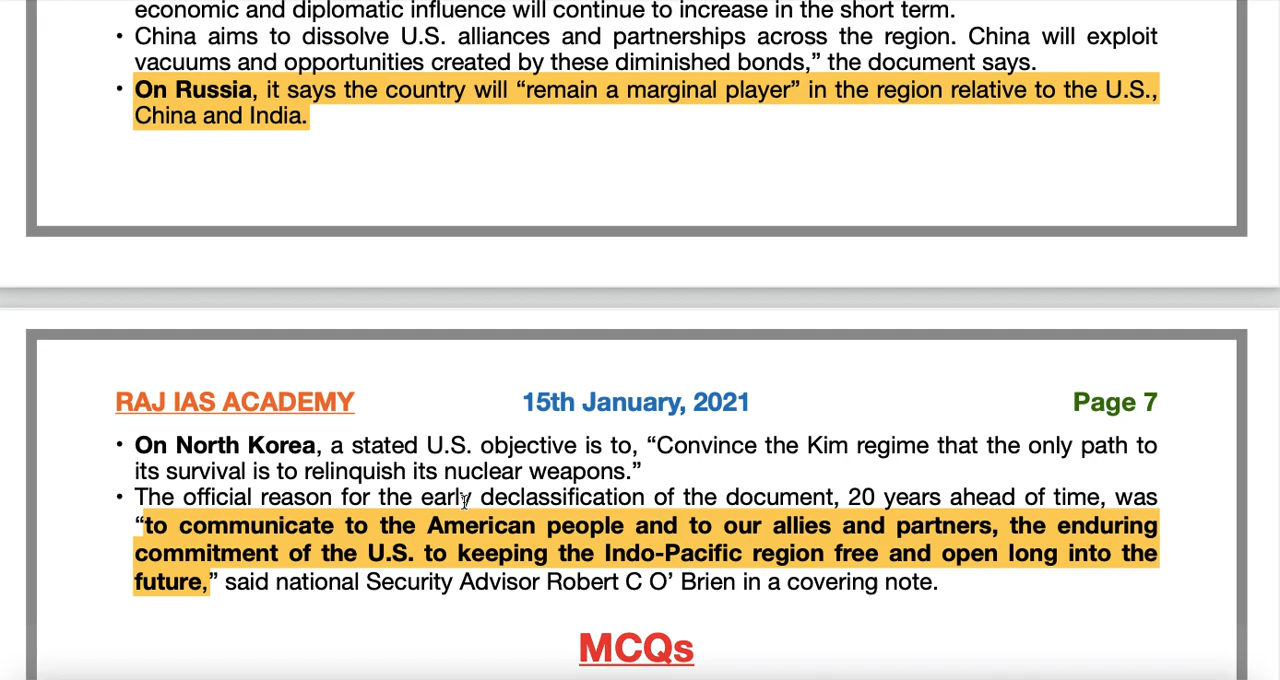 economic and diplomatic influence will continue to increase in the short term.
• China aims to dissolve U.S. alliances and partnerships across the region. China will exploit
vacuums and opportunities created by these diminished bonds,” the document says.
• On Russia, it says the country will “remain a marginal player” in the region relative to the U.S.,
China and India.
RAJ IAS ACADEMY 15th January, 2021 Page 7
• On North Korea, a stated U.S. objective is to, “Convince the Kim regime that the only path to
its survival is to relinquish its nuclear weapons.”
• The official reason for the early declassification of the document, 20 years ahead of time, was
“to communicate to the American people and to our allies and partners, the enduring
commitment of the U.S. to keeping the Indo-Pacific region free and open long into the
future,” said national Security Advisor Robert C O’ Brien in a covering note.
MCQs